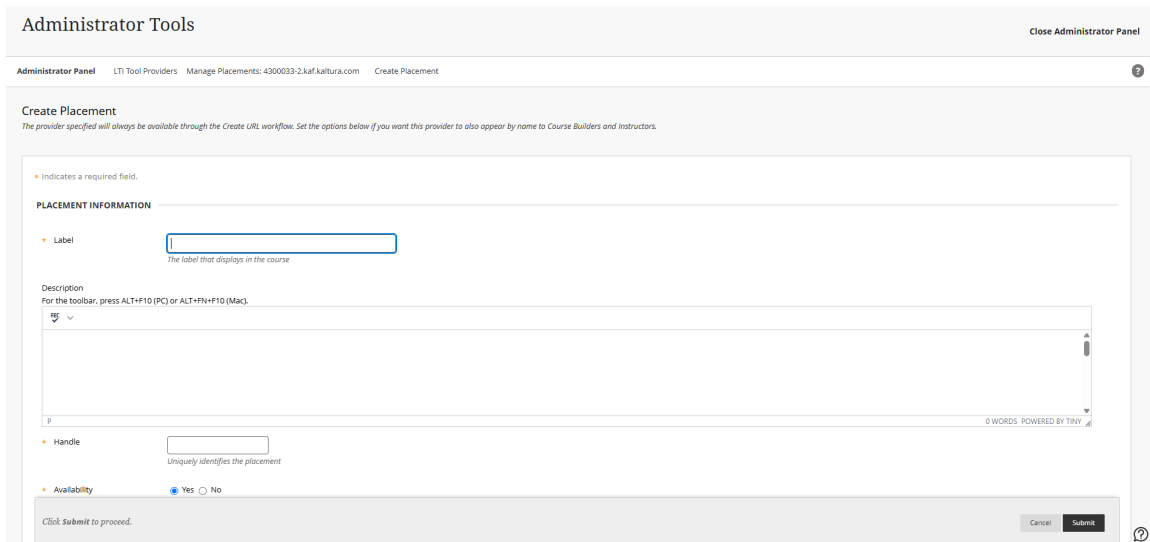 Administrator Tools
Close Administrator Panel
Administrator Panel LTI Tool Providers Manage Placements: 4300033-2.kaf.kaltura.com Create Placement
?
Create Placement
The provider specified will always be available through the Create URL workflow. Set the options below if you want this provider to also appear by name to Course Builders and Instructors.
* Indicates a required field.
PLACEMENT INFORMATION
* Label
The label that displays in the course
Description
For the toolbar, press ALT+F10 (PC) or ALT+FN+F10 (Mac).
ABC
P 0 WORDS POWERED BY TINY
* Handle
Uniquely identifies the placement
* Availability Yes No
Click Submit to proceed. Cancel Submit
?